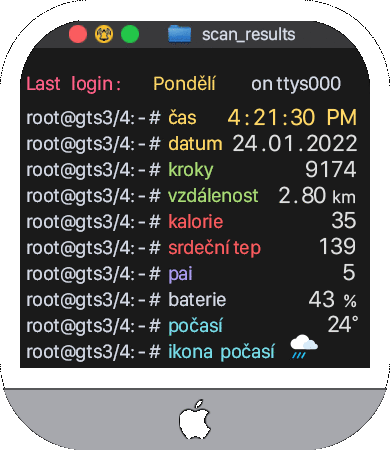 scan_results
Last login: Pondělí on ttys000
root@gts3/4:-# čas 4:21:30 PM
root@gts3/4:-# datum 24.01.2022
root@gts3/4:-# kroky 9174
root@gts3/4:-# vzdálenost 2.80 km
root@gts3/4:-# kalorie 35
root@gts3/4:-# srdeční tep 139
root@gts3/4:-# pai 5
root@gts3/4:-# baterie 43 %
root@gts3/4:-# počasí 24°
root@gts3/4:-# ikona počasí